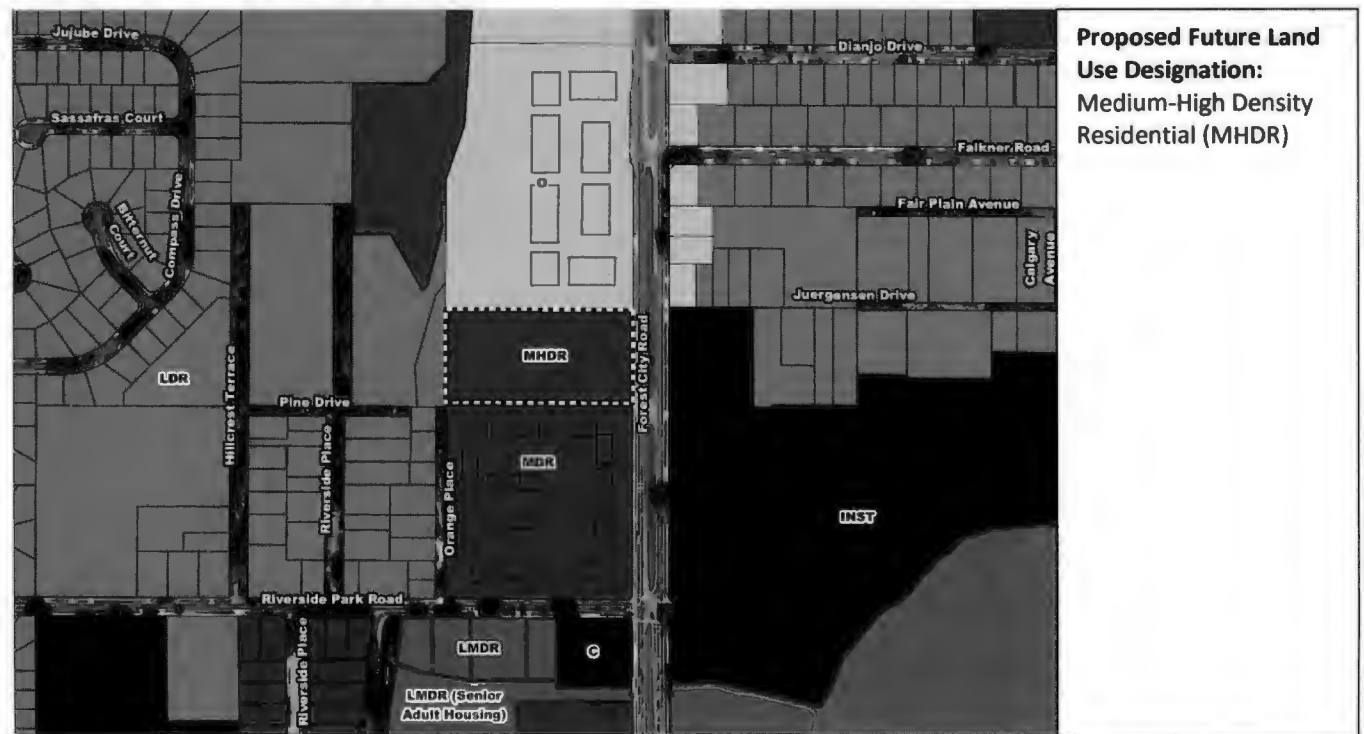 Jujube Drive
Dianjo Drive
Sassafras Court
Falkner Road
Bitternut
Court
Compass Drive
Fair Plain Avenue
Calgary
Avenue
Juergensen Drive
Forest City Road
MHDR
LDR
Hillcrest Terrace
Pine Drive
Riverside Place
Orange Place
MDR
INST
O
Riverside Park Road
Riverside Place
LMDR
C
LMDR (Senior
Adult Housing)
Proposed Future Land
Use Designation:
Medium-High Density
Residential (MHDR)